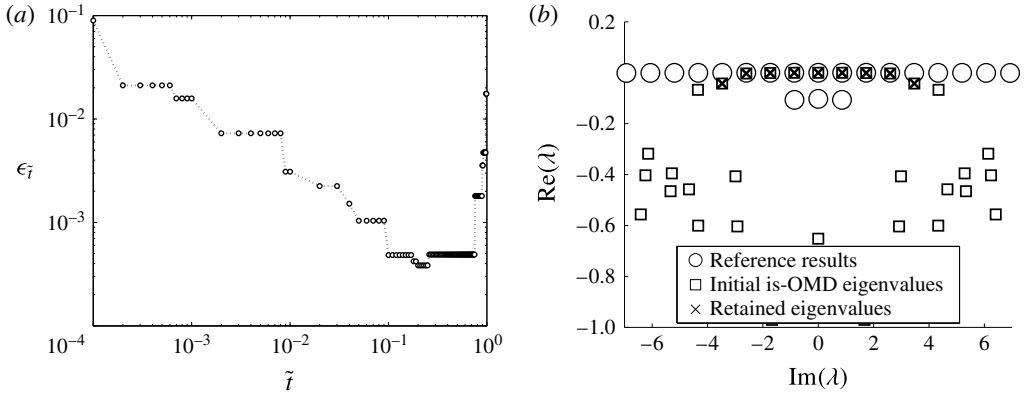 (a)
10⁻¹
10⁻²
10⁻³
10⁻⁴
ϵ_t̃
10⁻³ 10⁻² 10⁻¹ 10⁰
t̃
(b)
0.2
0
−0.2
−0.4
−0.6
−0.8
−1.0
Re(λ)
Reference results
Initial is-OMD eigenvalues
Retained eigenvalues
−6 −4 −2 0 2 4 6
Im(λ)